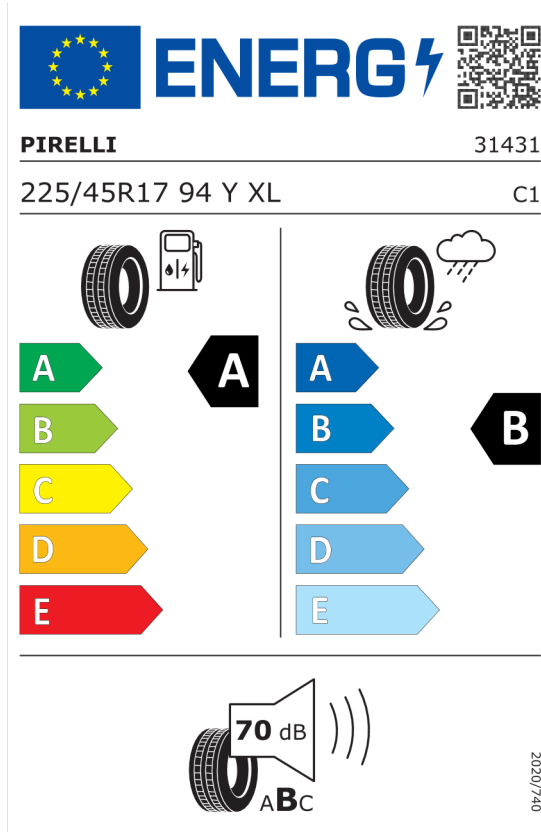 ENERG
PIRELLI 31431
225/45R17 94 Y XL C1
A A
B
C
D
E
A
B B
C
D
E
70 dB
ABC
2020/740